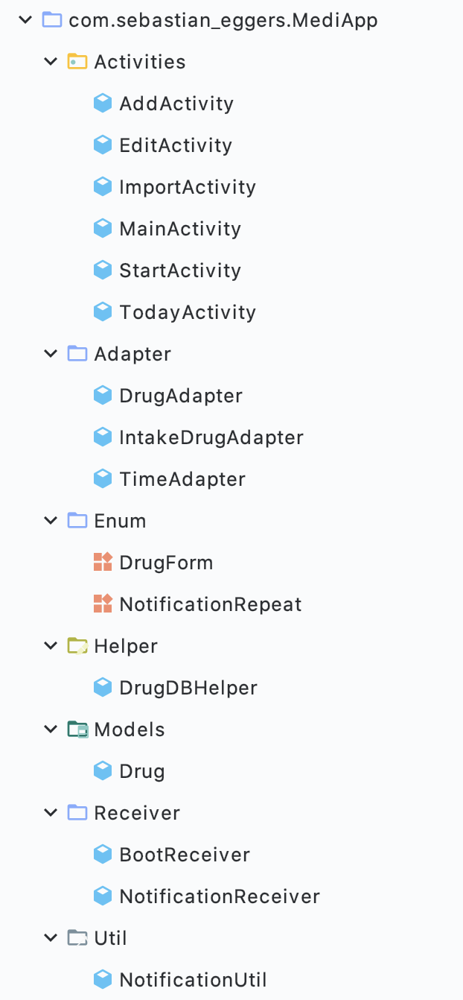 com.sebastian_eggers.MediApp
Activities
AddActivity
EditActivity
ImportActivity
MainActivity
StartActivity
TodayActivity
Adapter
DrugAdapter
IntakeDrugAdapter
TimeAdapter
Enum
DrugForm
NotificationRepeat
Helper
DrugDBHelper
Models
Drug
Receiver
BootReceiver
NotificationReceiver
Util
NotificationUtil